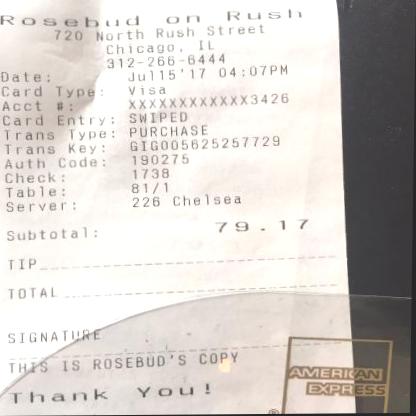 Rosebud on Rush
720 North Rush Street
Chicago, IL
312-266-6444
Date: Jul15'17 04:07PM
Card Type: Visa
Acct #: XXXXXXXXXXXX3426
Card Entry: SWIPED
Trans Type: PURCHASE
Trans Key: GIG005625257729
Auth Code: 190275
Check: 1738
Table: 81/1
Server: 226 Chelsea
Subtotal: 79.17
TIP
TOTAL
SIGNATURE
THIS IS ROSEBUD'S COPY
Thank You!
AMERICAN
EXPRESS
®